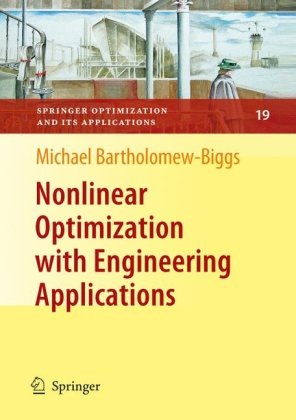 SPRINGER OPTIMIZATION
AND ITS APPLICATIONS
19
Michael Bartholomew-Biggs
Nonlinear
Optimization
with Engineering
Applications
Springer